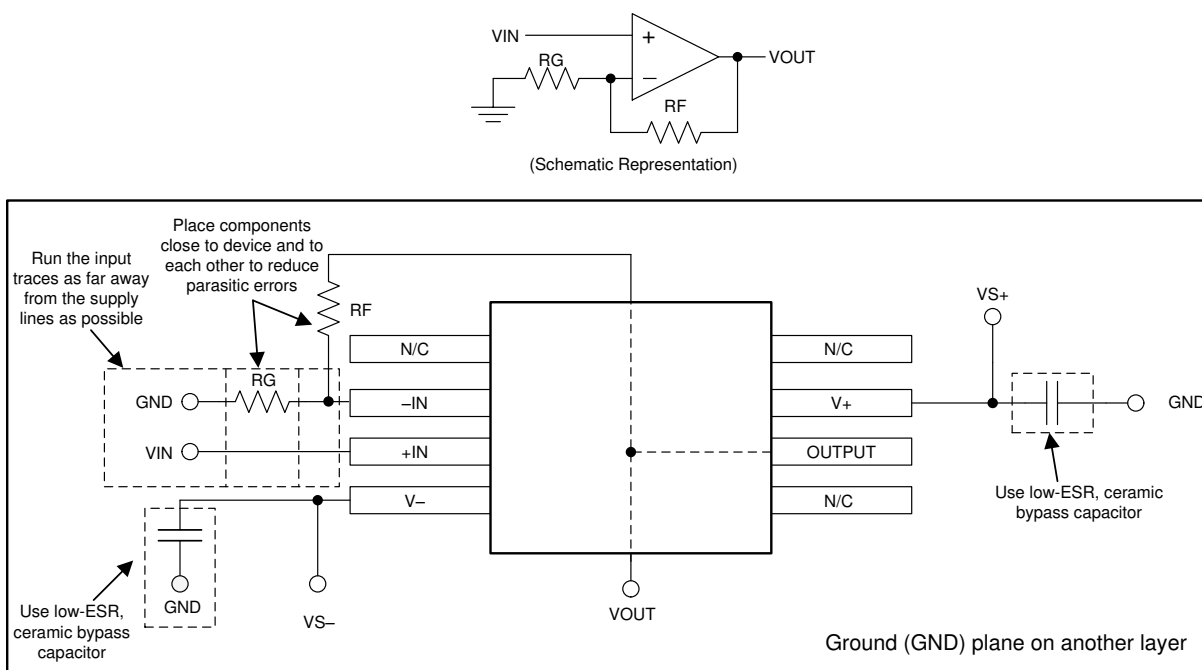 VIN
+
VOUT
RG
−
RF
(Schematic Representation)
Place components
close to device and to
each other to reduce
parasitic errors
Run the input
traces as far away
from the supply
lines as possible
RF
VS+
N/C
N/C
RG
GND
–IN
V+
GND
VIN
+IN
OUTPUT
V–
N/C
Use low-ESR, ceramic
bypass capacitor
GND
Use low-ESR,
ceramic bypass
capacitor
VS–
VOUT
Ground (GND) plane on another layer